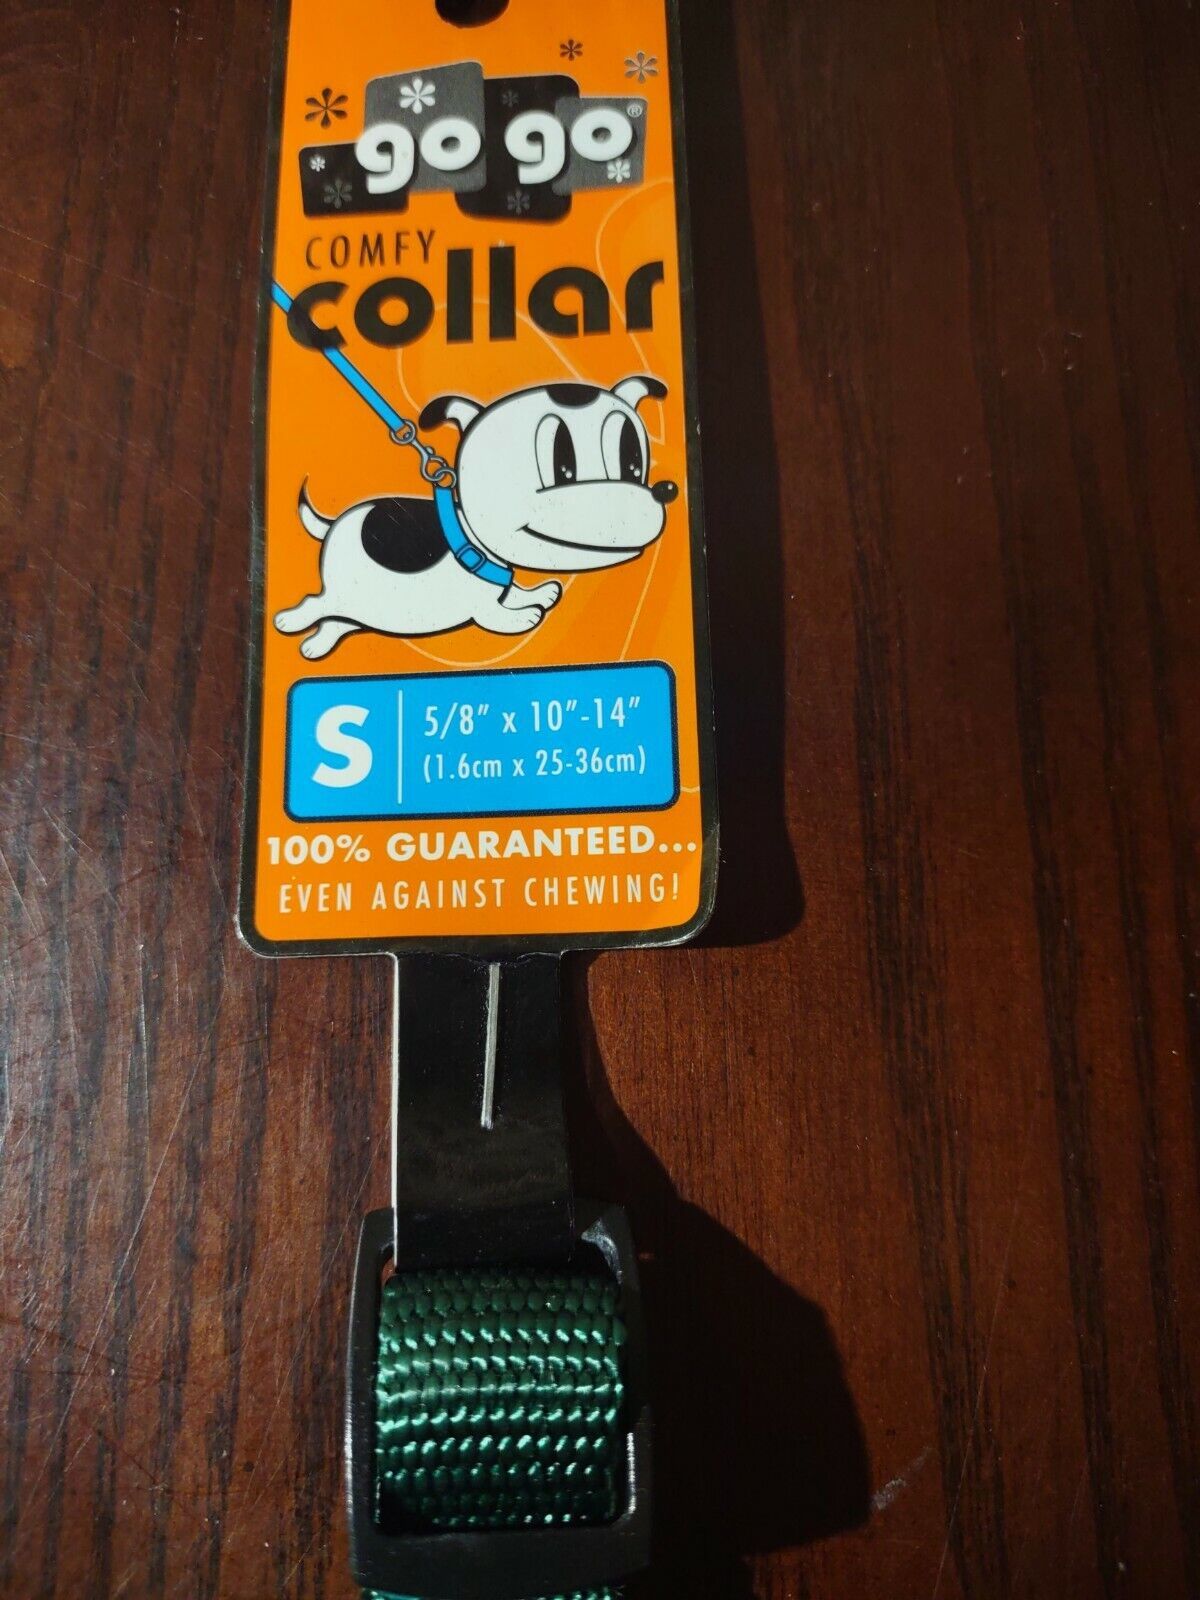 go go®
COMFY
collar
S
5/8" x 10"-14"
(1.6cm x 25-36cm)
100% GUARANTEED...
EVEN AGAINST CHEWING!